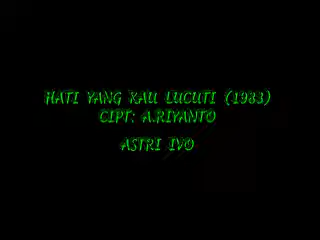 HATI YANG KAU LUCUTI (1983)
CIPT: A.RIYANTO
ASTRI IVO